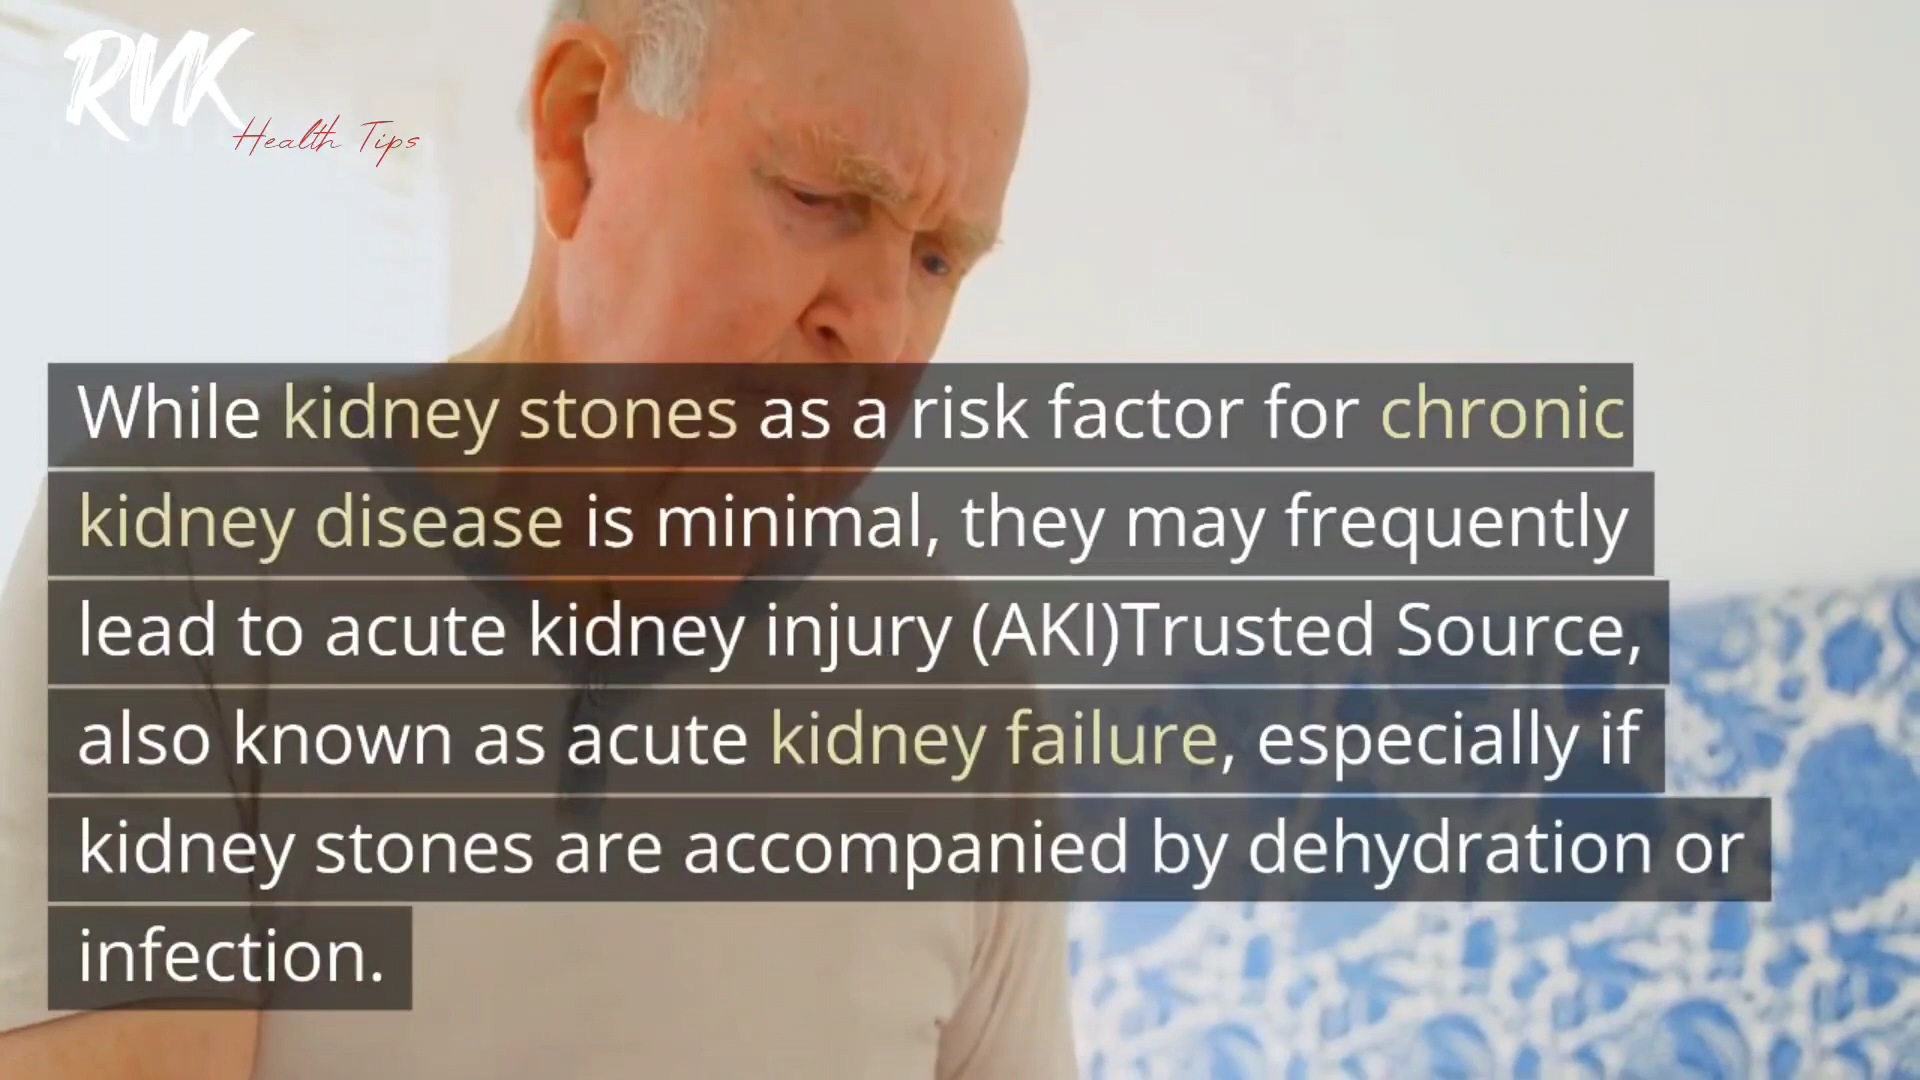 RVK
Health Tips
While kidney stones as a risk factor for chronic
kidney disease is minimal, they may frequently
lead to acute kidney injury (AKI)Trusted Source,
also known as acute kidney failure, especially if
kidney stones are accompanied by dehydration or
infection.